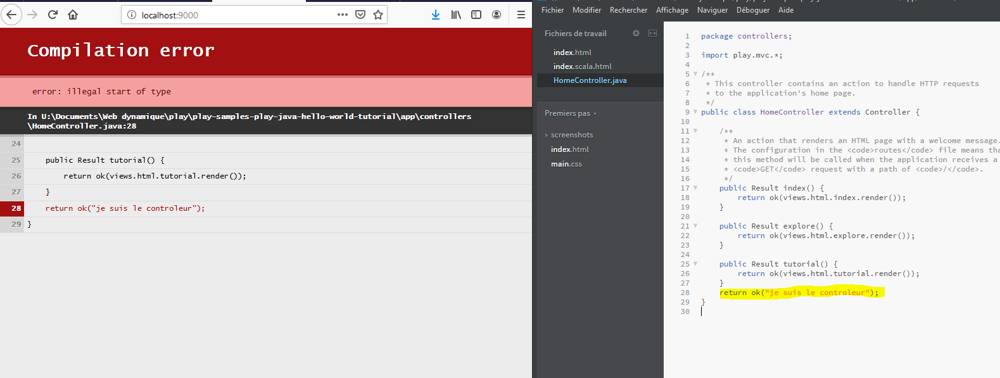 localhost:9000
Compilation error
error: illegal start of type
In U:\Documents\Web dynamique\play\play-samples-play-java-hello-world-tutorial\app\controllers
\HomeController.java:28
24
25 public Result tutorial() {
26 return ok(views.html.tutorial.render());
27 }
28 return ok("je suis le controleur");
29 }
Fichier Modifier Rechercher Affichage Naviguer Déboguer Aide
Fichiers de travail
index.html
index.scala.html
HomeController.java
Premiers pas
screenshots
index.html
main.css
1 package controllers;
2
3 import play.mvc.*;
4
5 /**
6 * This controller contains an action to handle HTTP requests
7 * to the application's home page.
8 */
9 public class HomeController extends Controller {
10
11 /**
12 * An action that renders an HTML page with a welcome message.
13 * The configuration in the <code>routes</code> file means tha
14 * this method will be called when the application receives a
15 * <code>GET</code> request with a path of <code>/</code>.
16 */
17 public Result index() {
18 return ok(views.html.index.render());
19 }
20
21 public Result explore() {
22 return ok(views.html.explore.render());
23 }
24
25 public Result tutorial() {
26 return ok(views.html.tutorial.render());
27 }
28 return ok("je suis le controleur");
29 }
30